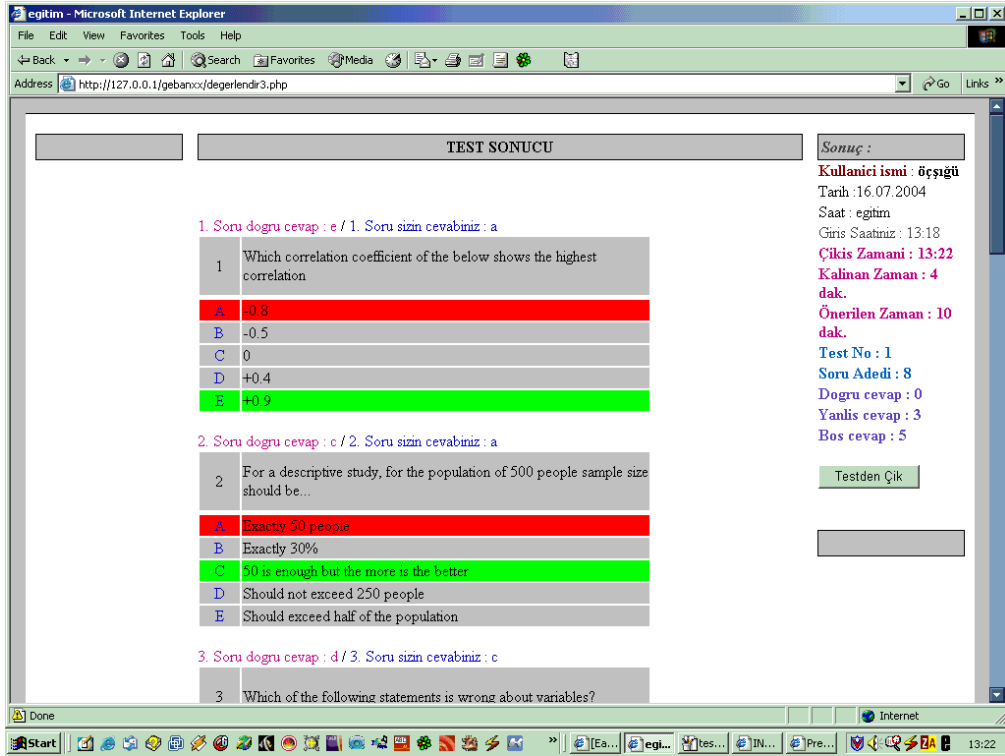 egitim - Microsoft Internet Explorer
File Edit View Favorites Tools Help
Back Search Favorites Media
Address http://127.0.0.1/gebanxx/degerlendir3.php Go Links »
TEST SONUCU
1. Soru dogru cevap : e / 1. Soru sizin cevabiniz : a
1 Which correlation coefficient of the below shows the highest
correlation
A -0.8
B -0.5
C 0
D +0.4
E +0.9
2. Soru dogru cevap : c / 2. Soru sizin cevabiniz : a
2 For a descriptive study, for the population of 500 people sample size
should be...
A Exactly 50 people
B Exactly 30%
C 50 is enough but the more is the better
D Should not exceed 250 people
E Should exceed half of the population
3. Soru dogru cevap : d / 3. Soru sizin cevabiniz : c
3 Which of the following statements is wrong about variables?
Sonuç :
Kullanici ismi : öçşığü
Tarih :16.07.2004
Saat : egitim
Giris Saatiniz : 13:18
Çikis Zamani : 13:22
Kalinan Zaman : 4
dak.
Önerilen Zaman : 10
dak.
Test No : 1
Soru Adedi : 8
Dogru cevap : 0
Yanlis cevap : 3
Bos cevap : 5
Testden Çik
Done Internet
Start » [Ea... egi... tes... IN... Pre... 13:22